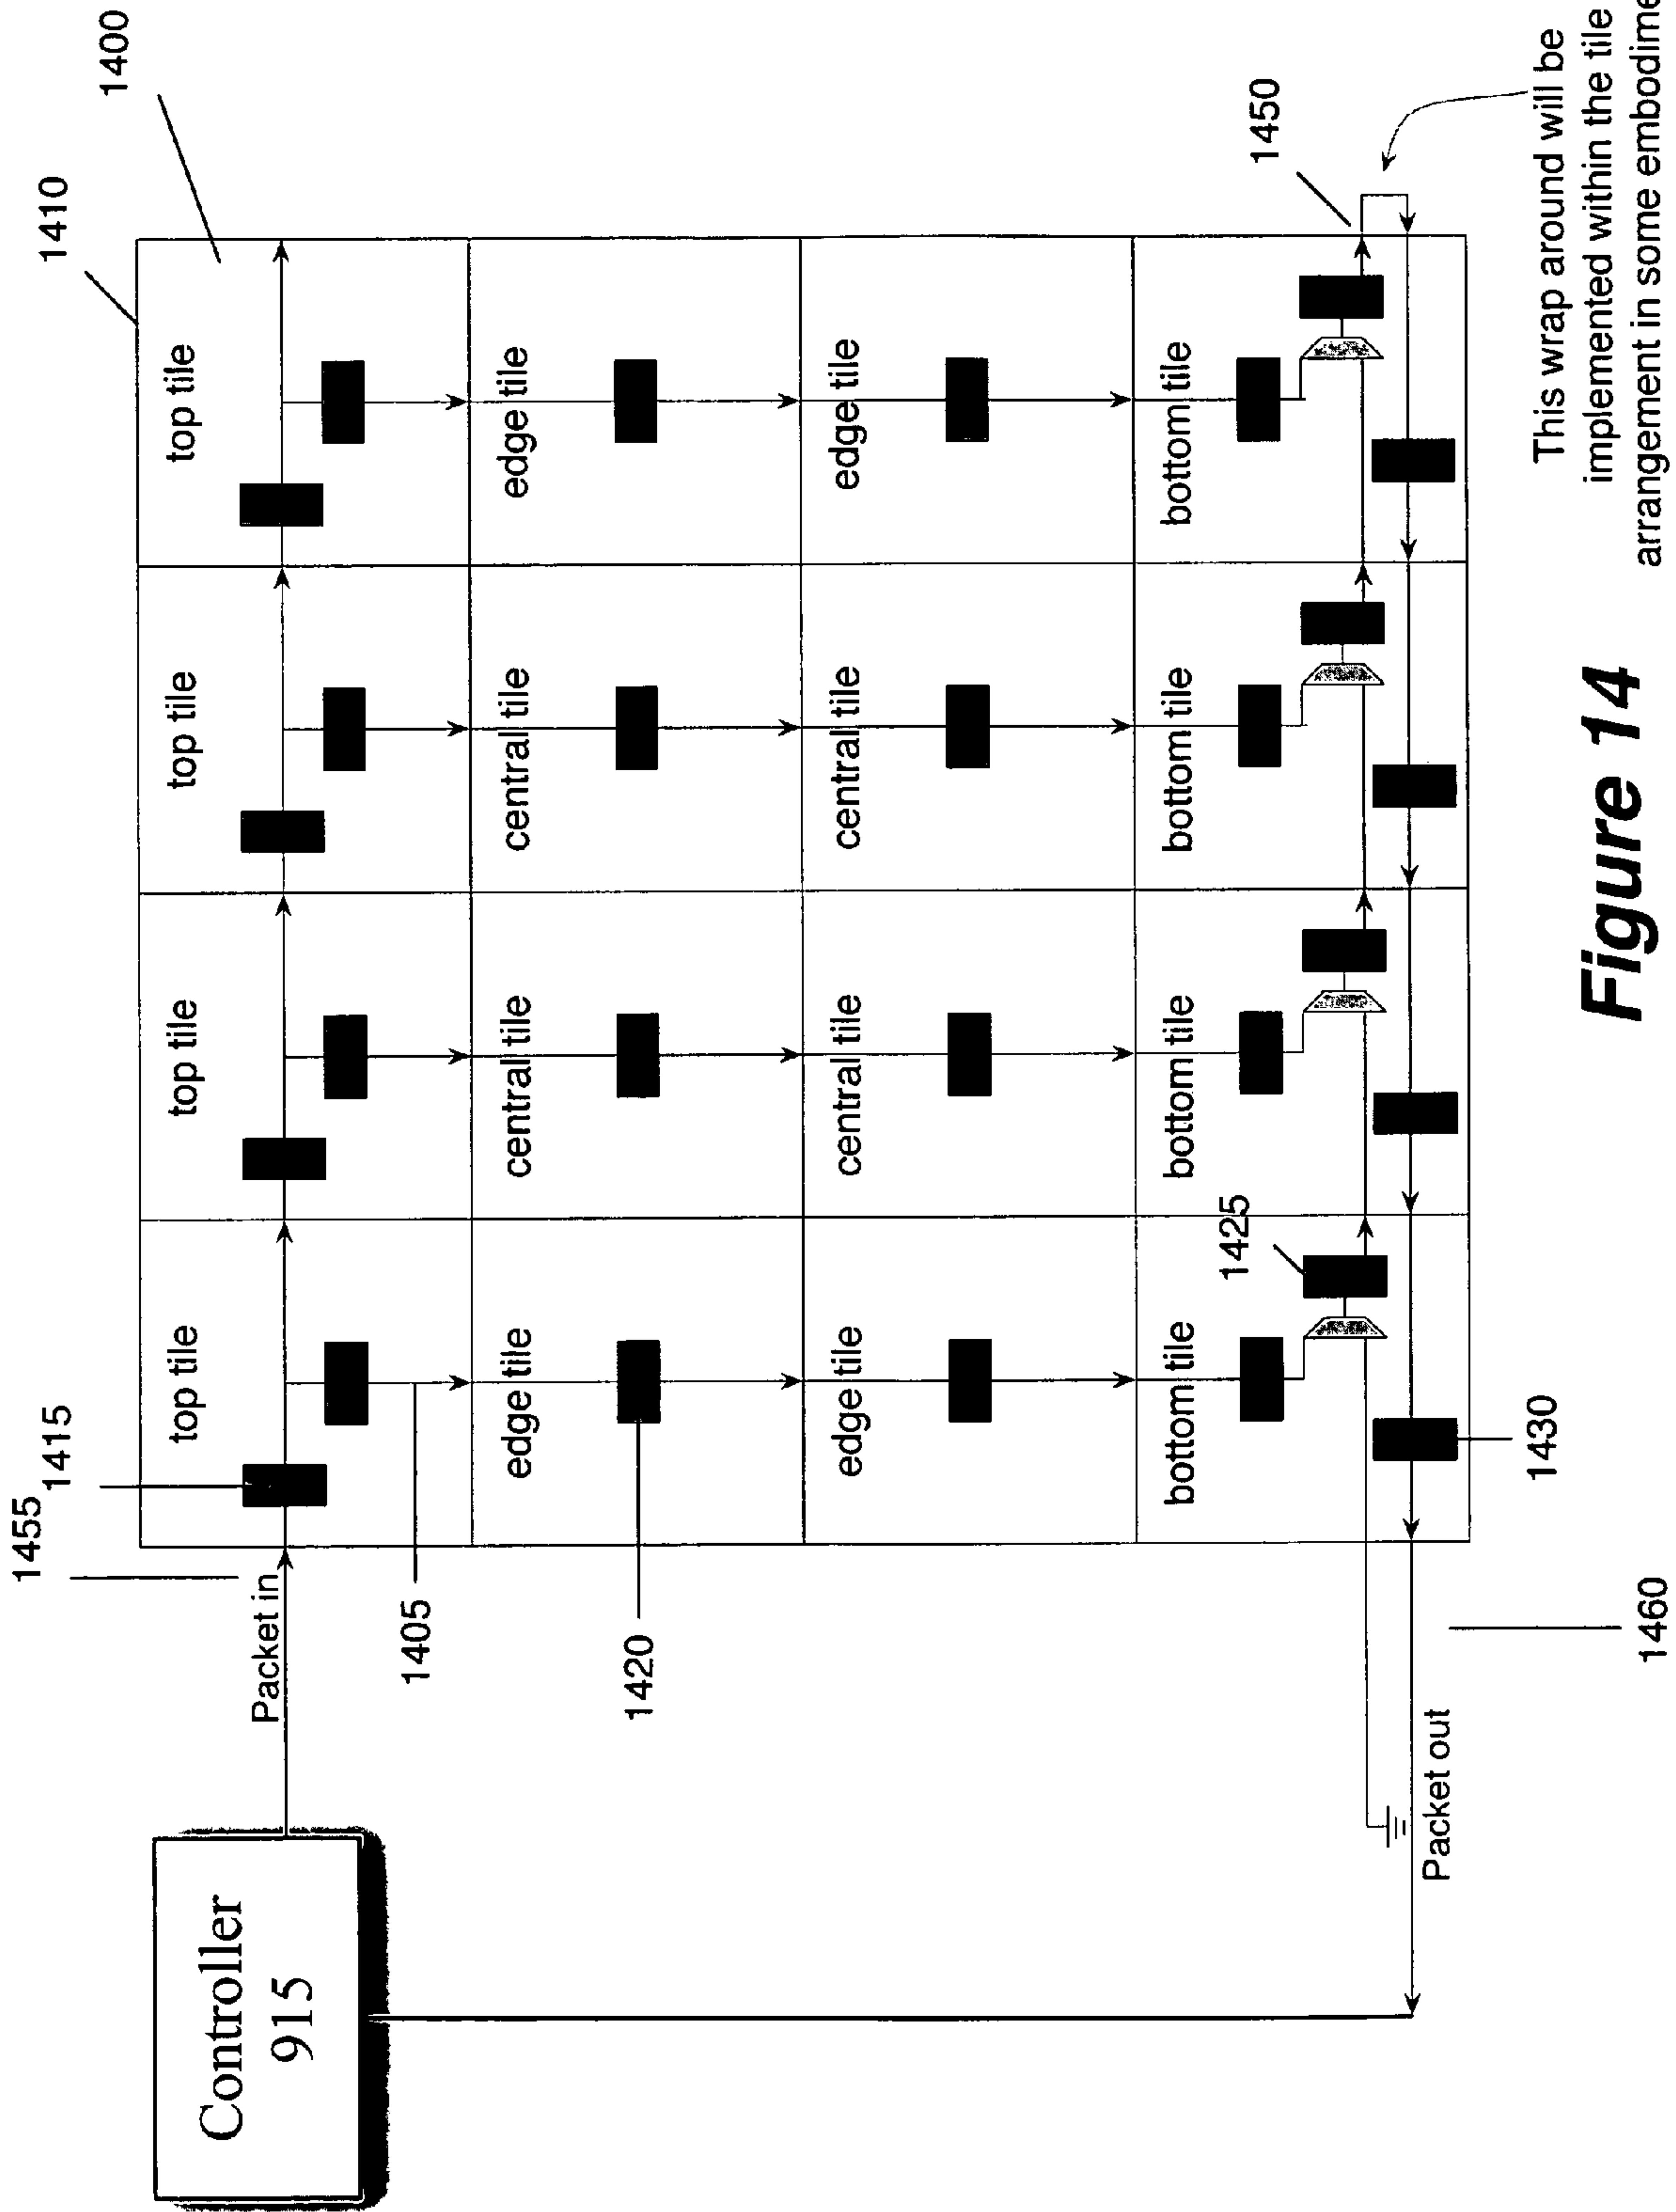 1410
1400
1455
1415
top tile
top tile
top tile
top tile
Controller
915
Packet in
1405
1420
edge tile
central tile
central tile
edge tile
edge tile
central tile
central tile
edge tile
bottom tile
bottom tile
bottom tile
bottom tile
1425
1450
Packet out
1460
1430
This wrap around will be
implemented within the tile
arrangement in some
Figure 14